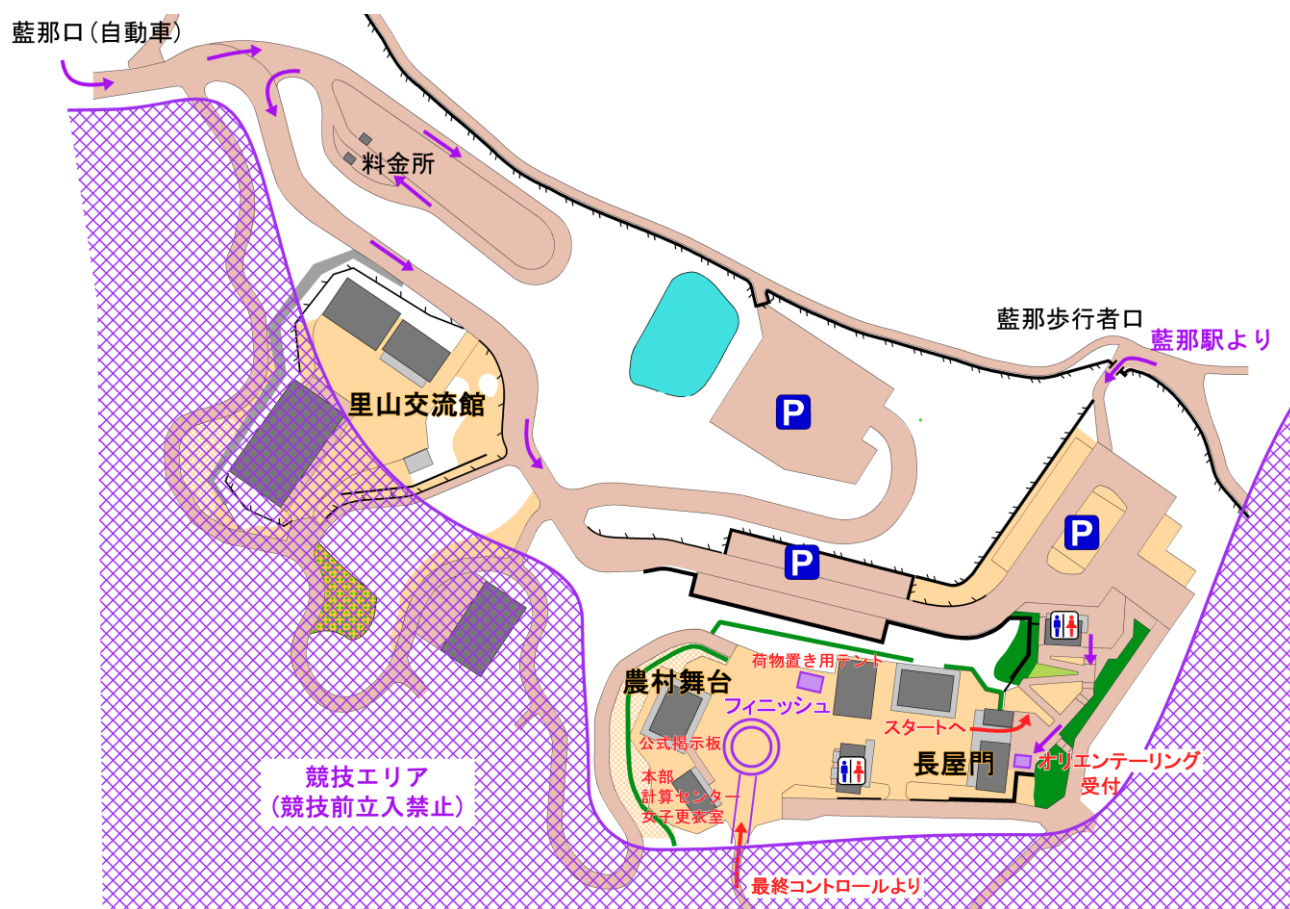 藍那口(自動車)
料金所
藍那歩行者口
藍那駅より
里山交流館
P
P
P
荷物置き用テント
農村舞台
フィニッシュ
スタートへ
公式掲示板
長屋門
オリエンテーリング
受付
本部
計算センター
女子更衣室
競技エリア
(競技前立入禁止)
最終コントロールより